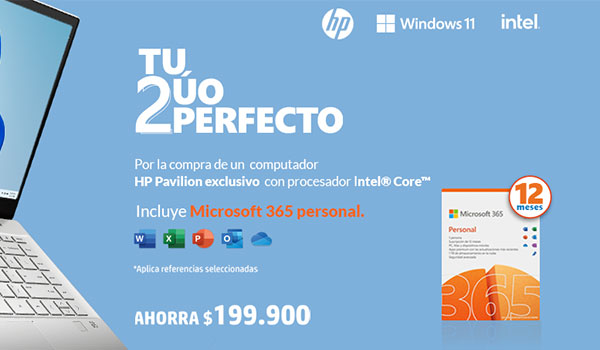 hp
Windows 11
intel.
TU
2ÚO
PERFECTO
Por la compra de un computador
HP Pavilion exclusivo con procesador Intel® Core™
Incluye Microsoft 365 personal.
*Aplica referencias seleccionadas
AHORRA $199.900
12
meses
Microsoft 365
Personal
365